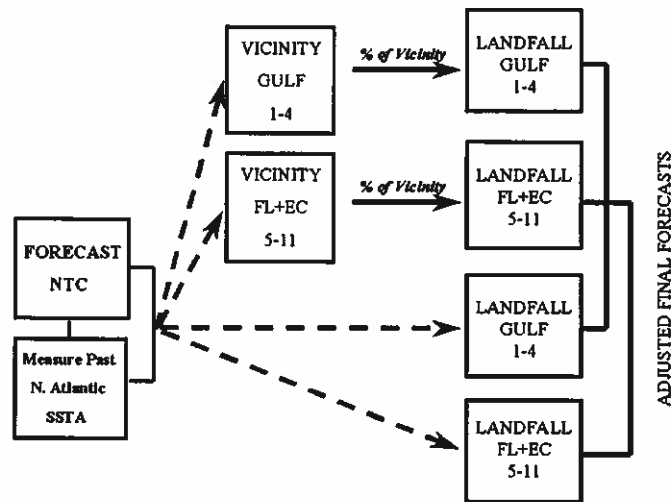 VICINITY
GULF
1-4
% of Vicinity
LANDFALL
GULF
1-4
VICINITY
FL+EC
5-11
% of Vicinity
LANDFALL
FL+EC
5-11
FORECAST
NTC
Measure Past
N. Atlantic
SSTA
LANDFALL
GULF
1-4
LANDFALL
FL+EC
5-11
ADJUSTED FINAL FORECASTS